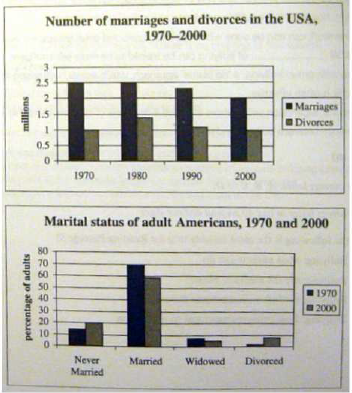 Number of marriages and divorces in the USA,
1970–2000
millions
3
2.5
2
1.5
1
0.5
0
1970 1980 1990 2000
Marriages
Divorces
Marital status of adult Americans, 1970 and 2000
percentage of adults
80
70
60
50
40
30
20
10
0
Never Married Widowed Divorced
Married
1970
2000